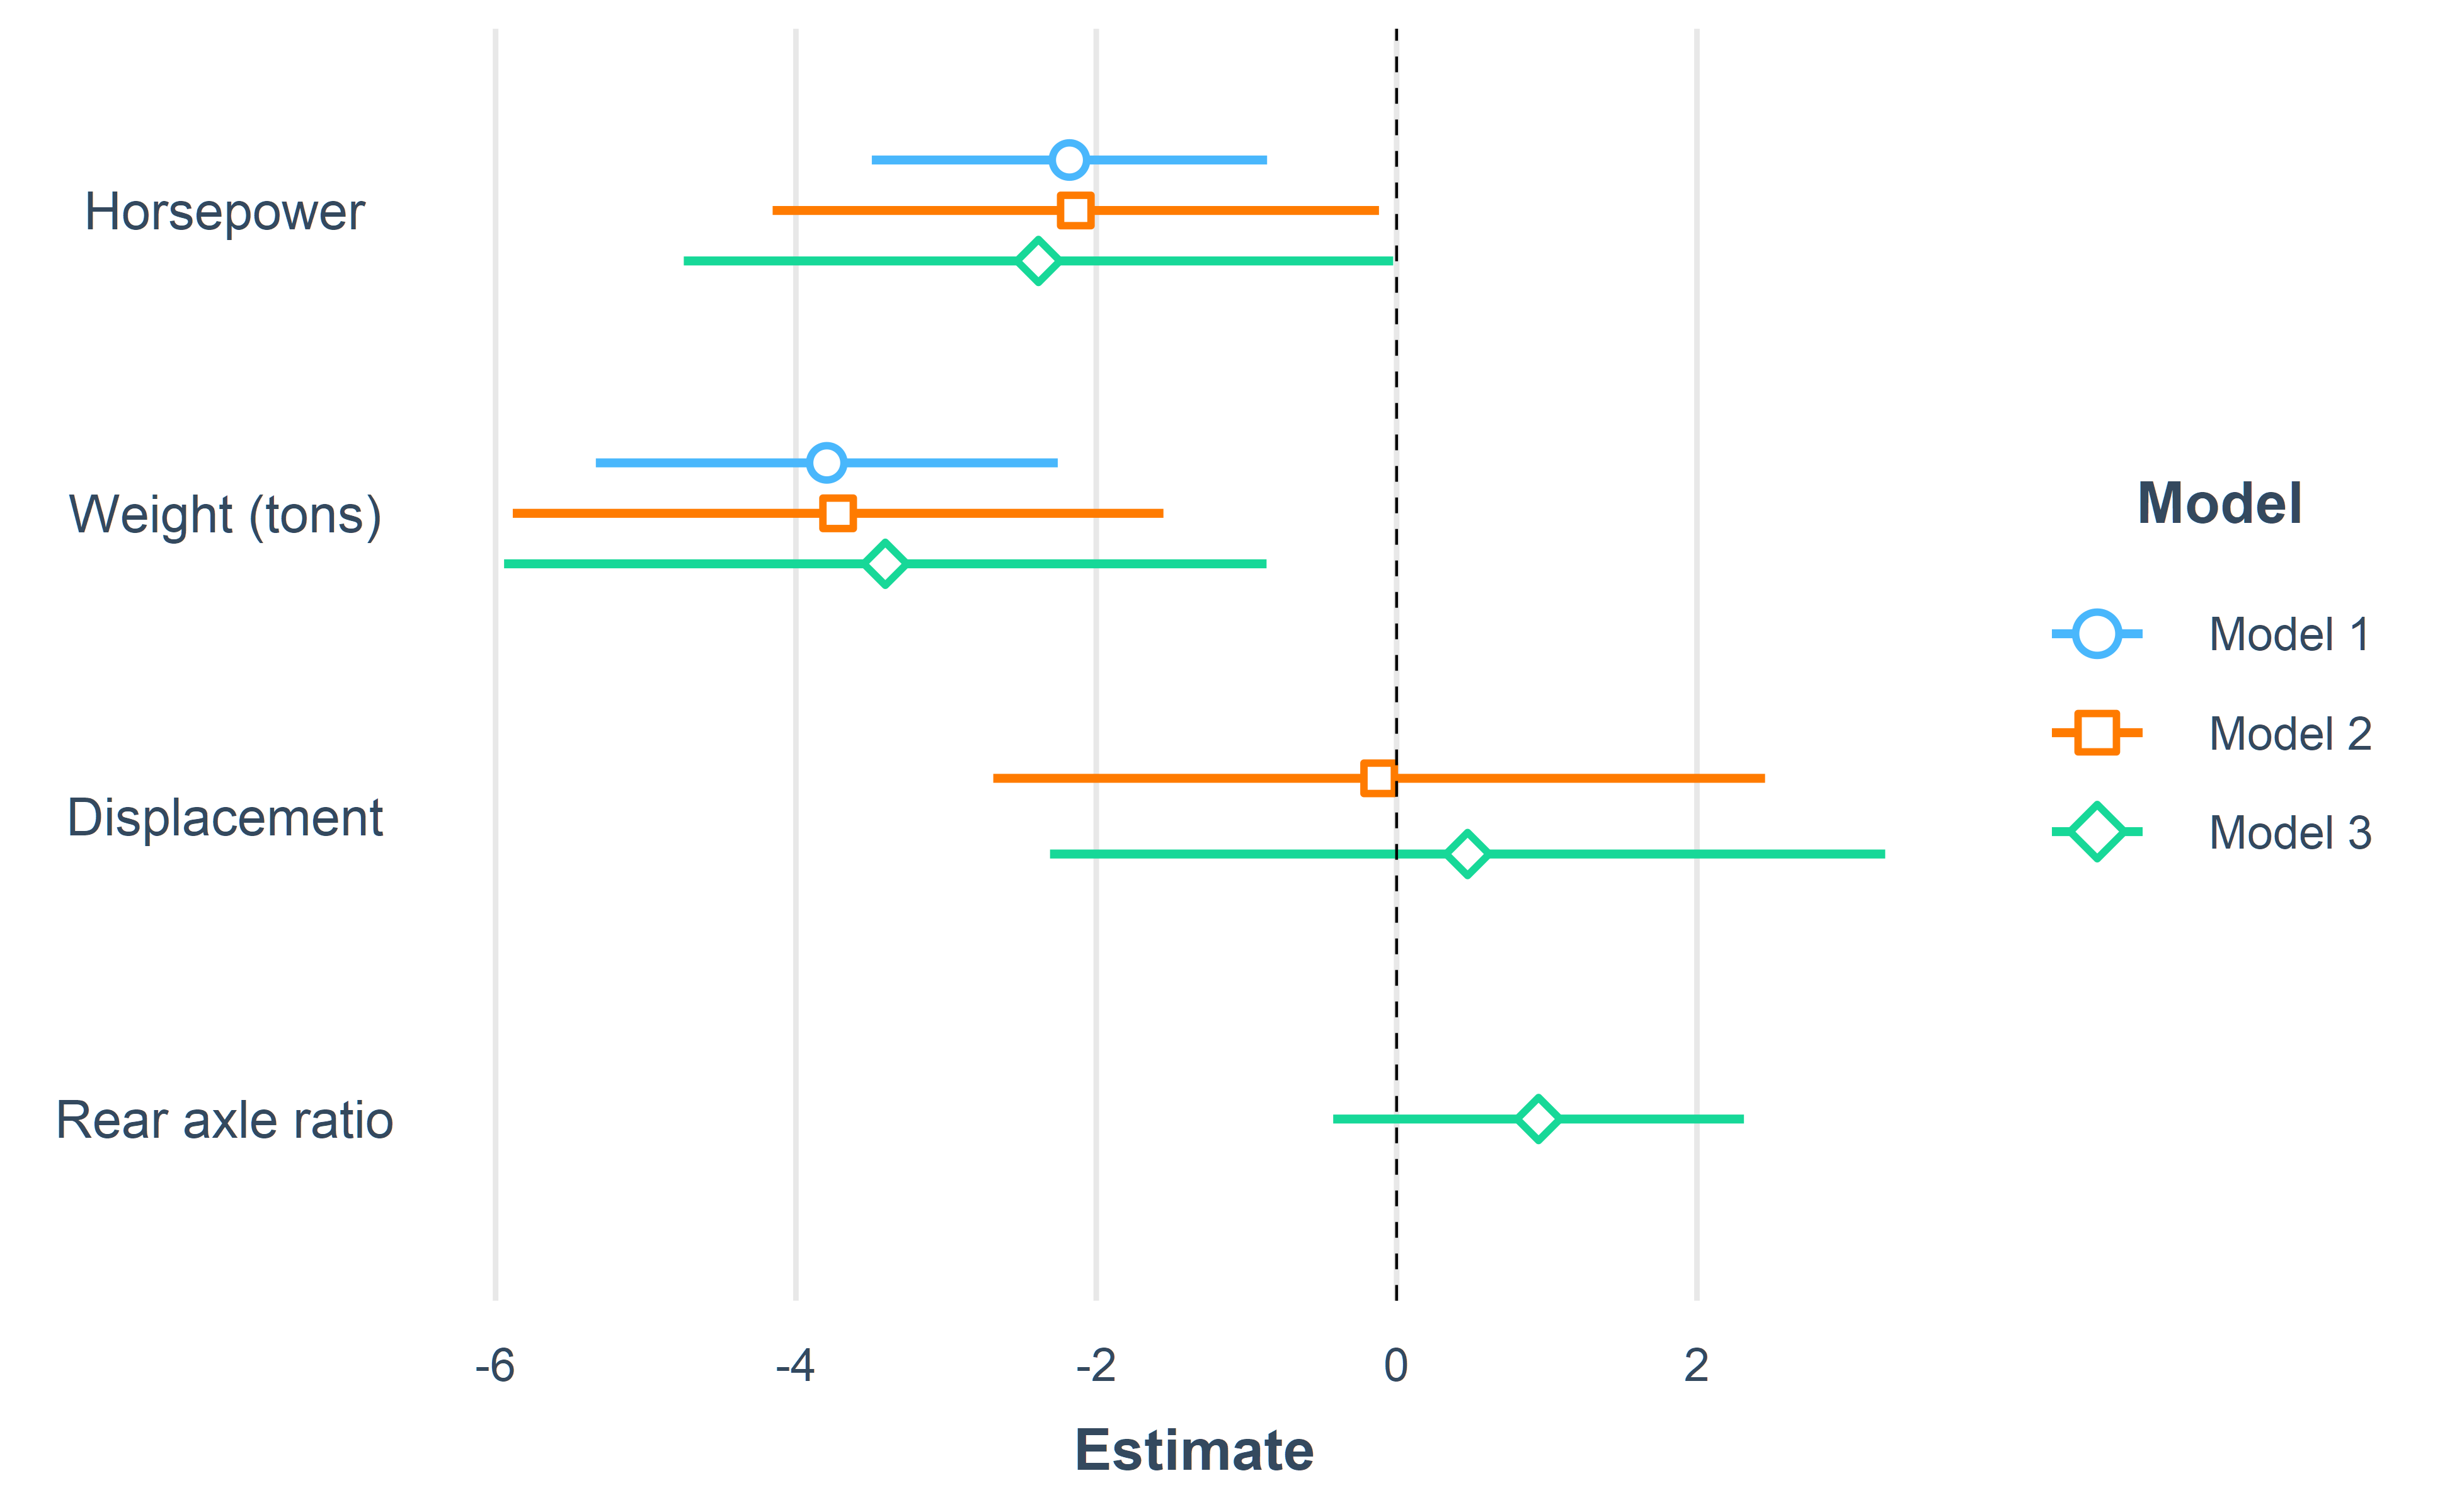 Horsepower
Weight (tons)
Displacement
Rear axle ratio
-6
-4
-2
0
2
Estimate
Model
Model 1
Model 2
Model 3